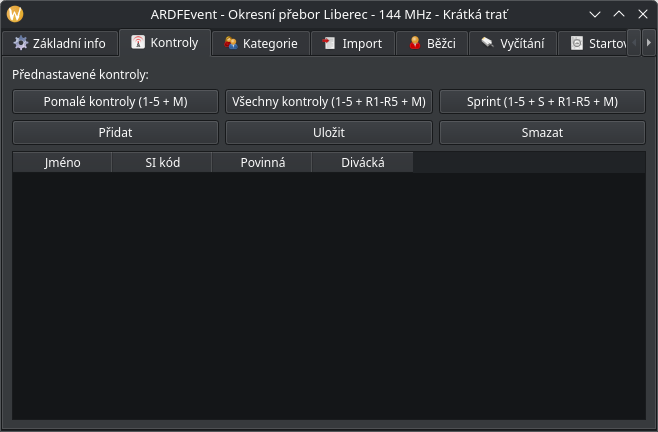 ARDFEvent - Okresní přebor Liberec - 144 MHz - Krátká trať
Základní info Kontroly Kategorie Import Běžci Vyčítání
Přednastavené kontroly:
Pomalé kontroly (1-5 + M) Všechny kontroly (1-5 + R1-R5 + M) Sprint (1-5 + S + R1-R5 + M)
Přidat Uložit Smazat
Jméno SI kód Povinná Divácká